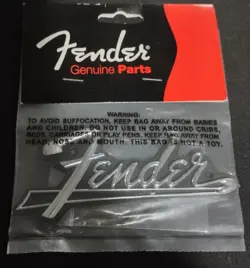 Fender
Genuine Parts
WARNING:
TO AVOID SUFFOCATION, KEEP BAG AWAY FROM BABIES
AND CHILDREN. DO NOT USE IN OR AROUND CRIBS,
BEDS, CARRIAGES OR PLAY PENS. KEEP BAG AWAY FROM
HEAD, NOSE AND MOUTH. THIS BAG IS NOT A TOY.
Fender